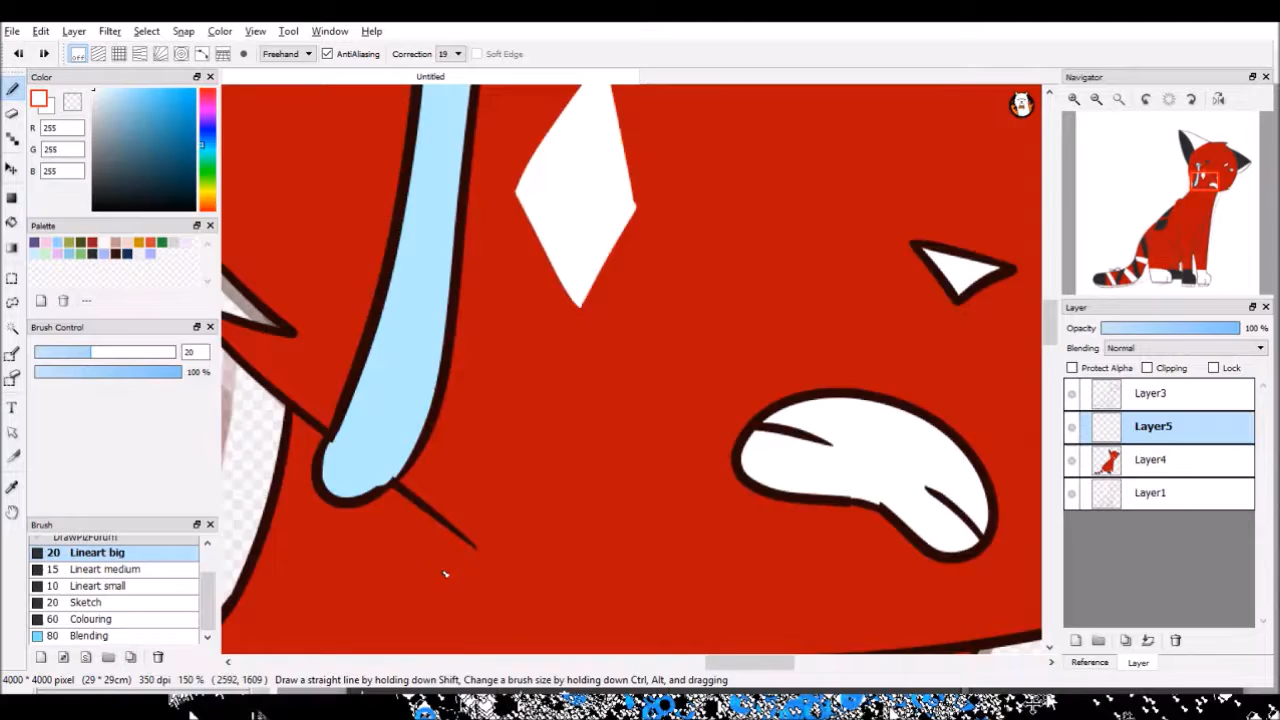 File Edit Layer Filter Select Snap Color View Tool Window Help
off Freehand AntiAliasing Correction 19 Soft Edge
Color
Untitled
Navigator
R 255
G 255
B 255
Palette
Brush Control
20
100 %
Layer
Opacity 100 %
Blending Normal
Protect Alpha Clipping Lock
Layer3
Layer5
Layer4
Layer1
Brush
20 Lineart big
15 Lineart medium
10 Lineart small
20 Sketch
60 Colouring
80 Blending
Reference Layer
4000 * 4000 pixel (29 * 29cm) 350 dpi 150 % ( 2592, 1609 ) Draw a straight line by holding down Shift, Change a brush size by holding down Ctrl, Alt, and dragging